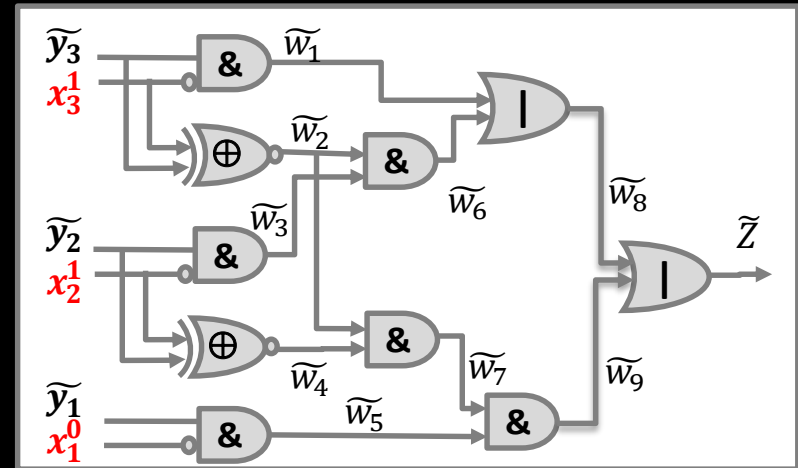 ỹ₃ & w̃₁
x₃¹
|
⊕ w̃₂
&
w̃₆ w̃₈
w̃₃
ỹ₂ & Z̃
x₂¹ |
⊕ &
w̃₄ w̃₇ w̃₉
ỹ₁
w̃₅ &
x₁⁰ &